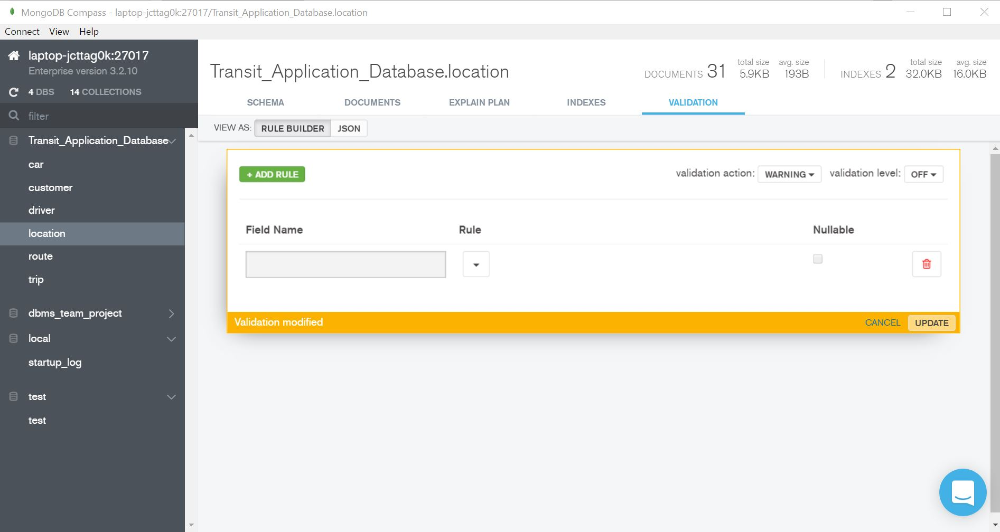 MongoDB Compass - laptop-jcttag0k:27017/Transit_Application_Database.location
Connect View Help
laptop-jcttag0k:27017
Enterprise version 3.2.10
4 DBS 14 COLLECTIONS
filter
Transit_Application_Database
car
customer
driver
location
route
trip
dbms_team_project
local
startup_log
test
test
Transit_Application_Database.location
DOCUMENTS 31 total size 5.9KB avg. size 193B
INDEXES 2 total size 32.0KB avg. size 16.0KB
SCHEMA DOCUMENTS EXPLAIN PLAN INDEXES VALIDATION
VIEW AS: RULE BUILDER JSON
+ ADD RULE validation action: WARNING validation level: OFF
Field Name Rule Nullable
Validation modified CANCEL UPDATE